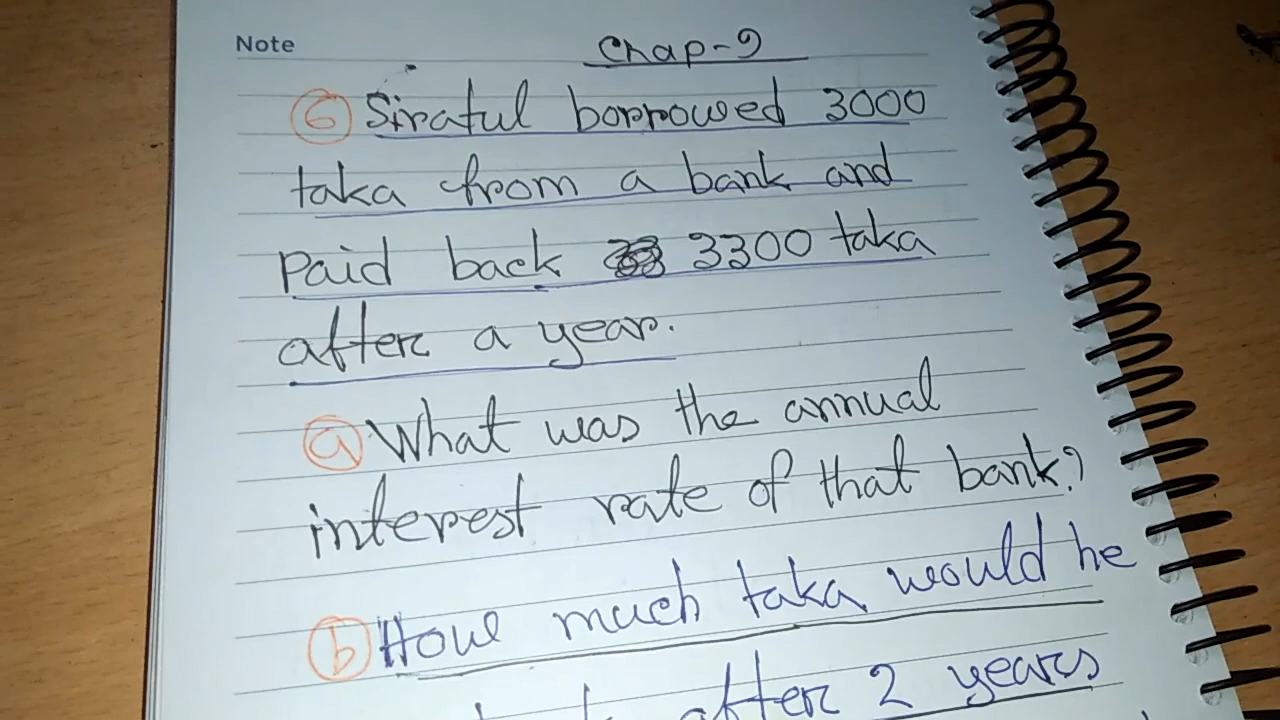 Note
Chap-9
6 Siratul borrowed 3000
taka from a bank and
paid back 3300 taka
after a year.
a What was the annual
interest rate of that bank?
b How much taka would he
after 2 years